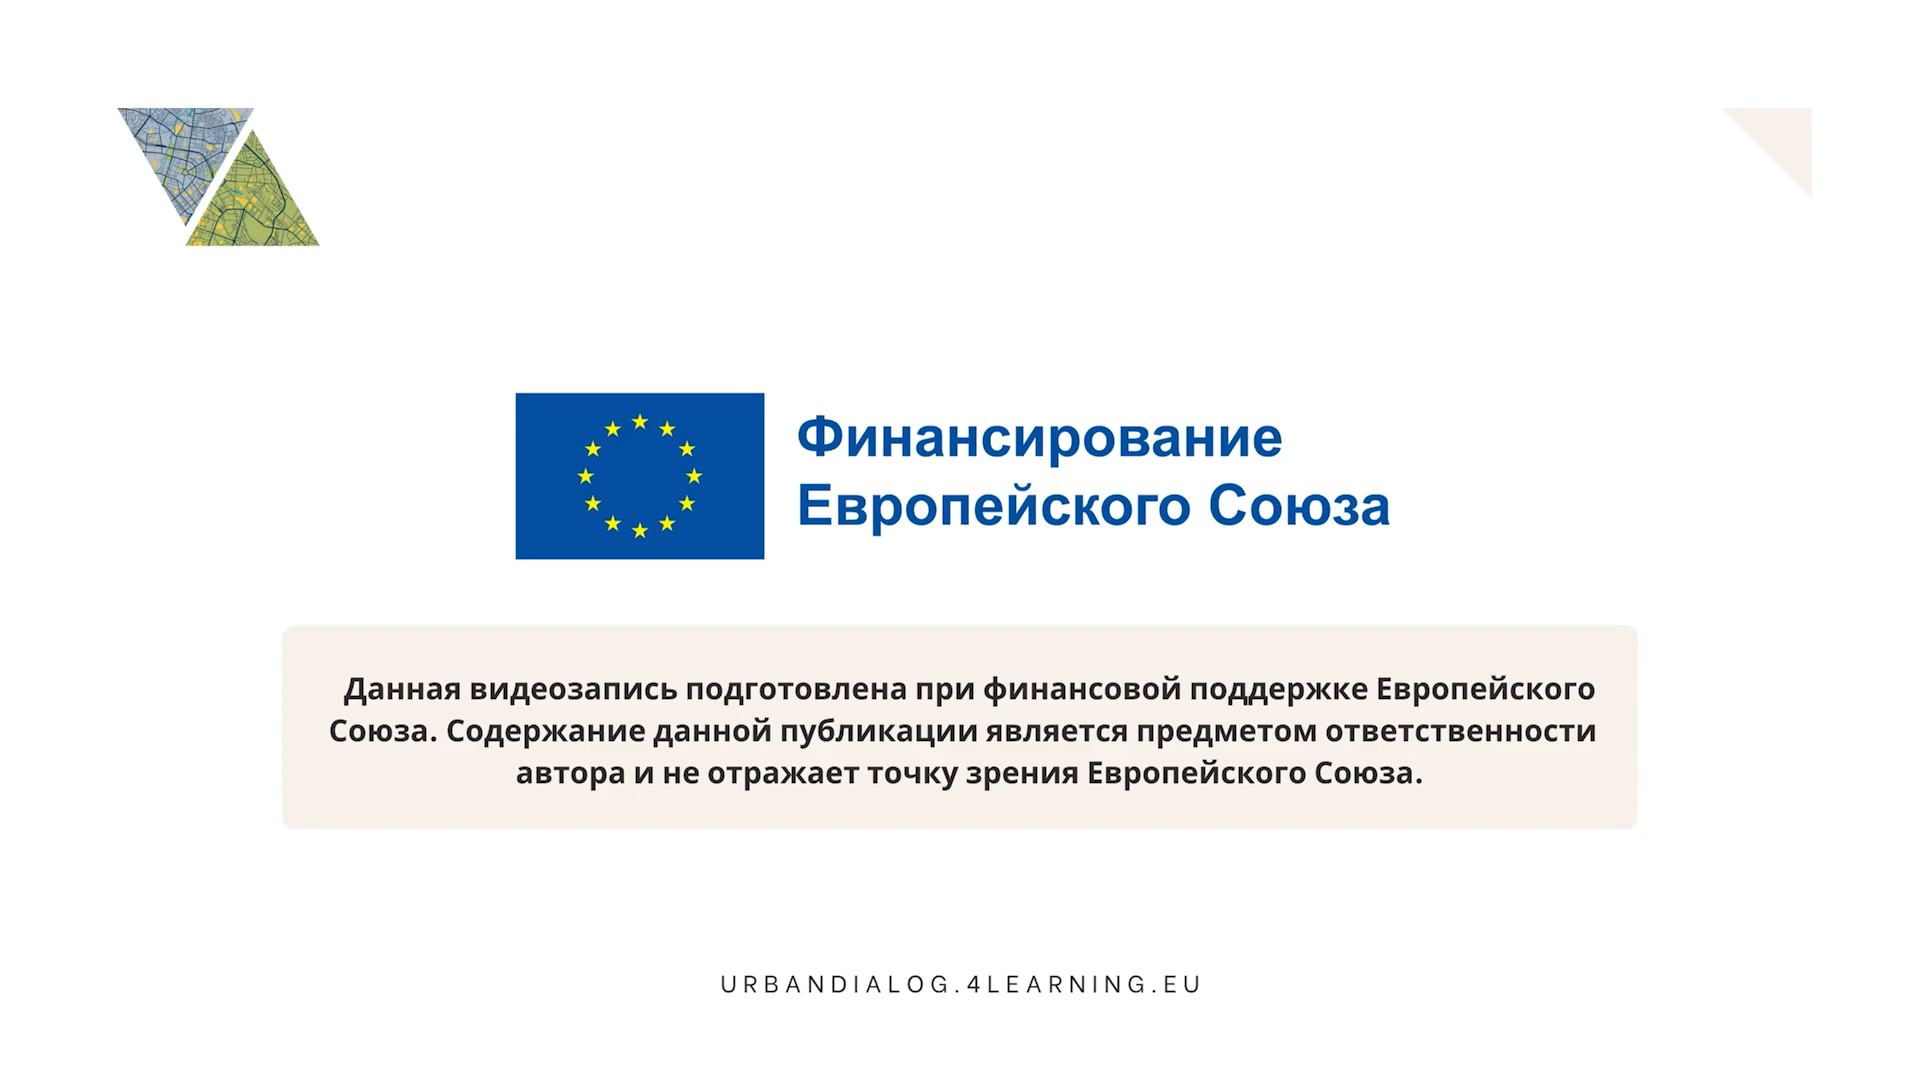 Финансирование
Европейского Союза
Данная видеозапись подготовлена при финансовой поддержке Европейского
Союза. Содержание данной публикации является предметом ответственности
автора и не отражает точку зрения Европейского Союза.
URBANDIALOG.4LEARNING.EU